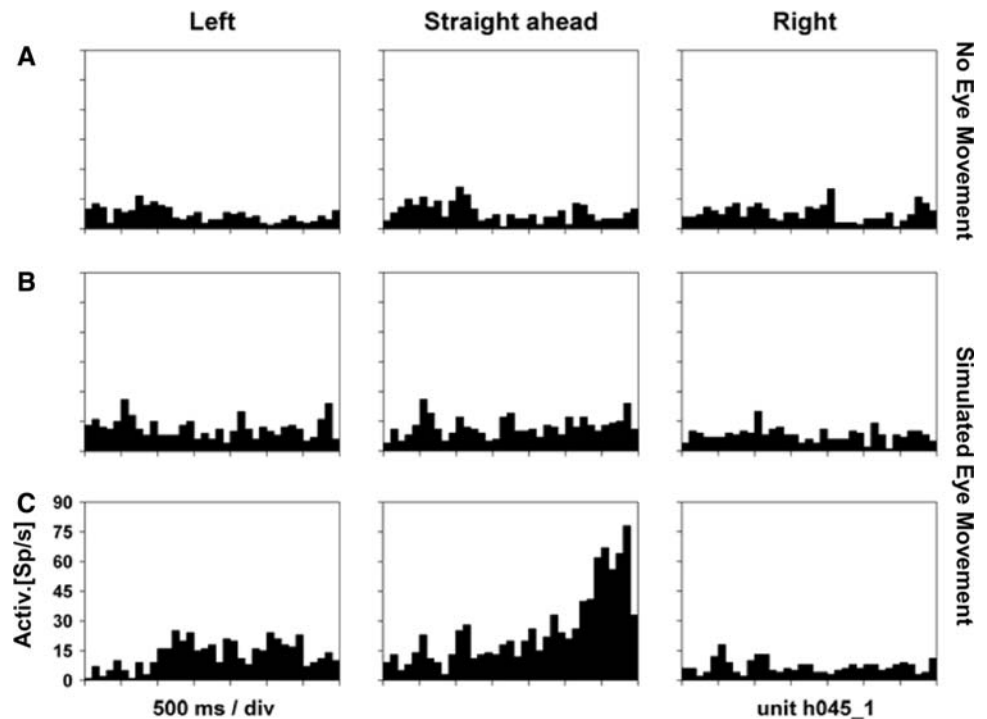 Left Straight ahead Right
A
No Eye Movement
B
Simulated Eye Movement
C
Activ.[Sp/s]
90
75
60
45
30
15
0
500 ms / div
unit h045_1